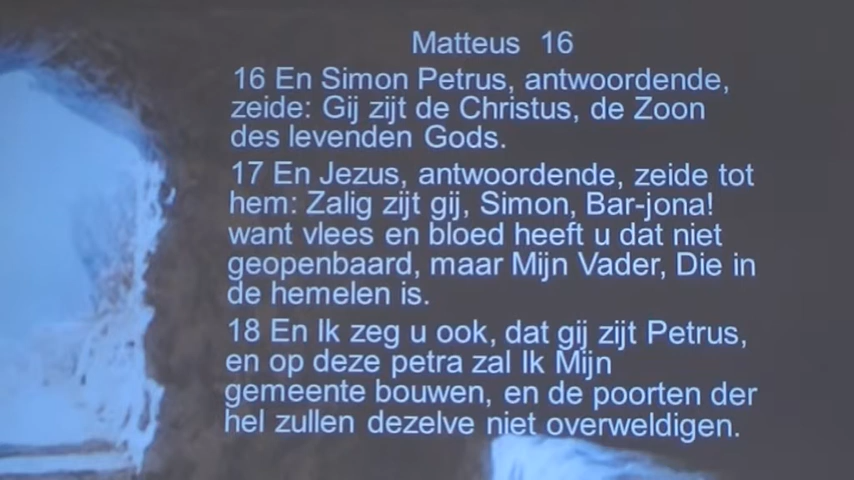 Matteus 16
16 En Simon Petrus, antwoordende,
zeide: Gij zijt de Christus, de Zoon
des levenden Gods.
17 En Jezus, antwoordende, zeide tot
hem: Zalig zijt gij, Simon, Bar-jona!
want vlees en bloed heeft u dat niet
geopenbaard, maar Mijn Vader, Die in
de hemelen is.
18 En Ik zeg u ook, dat gij zijt Petrus,
en op deze petra zal Ik Mijn
gemeente bouwen, en de poorten der
hel zullen dezelve niet overweldigen.